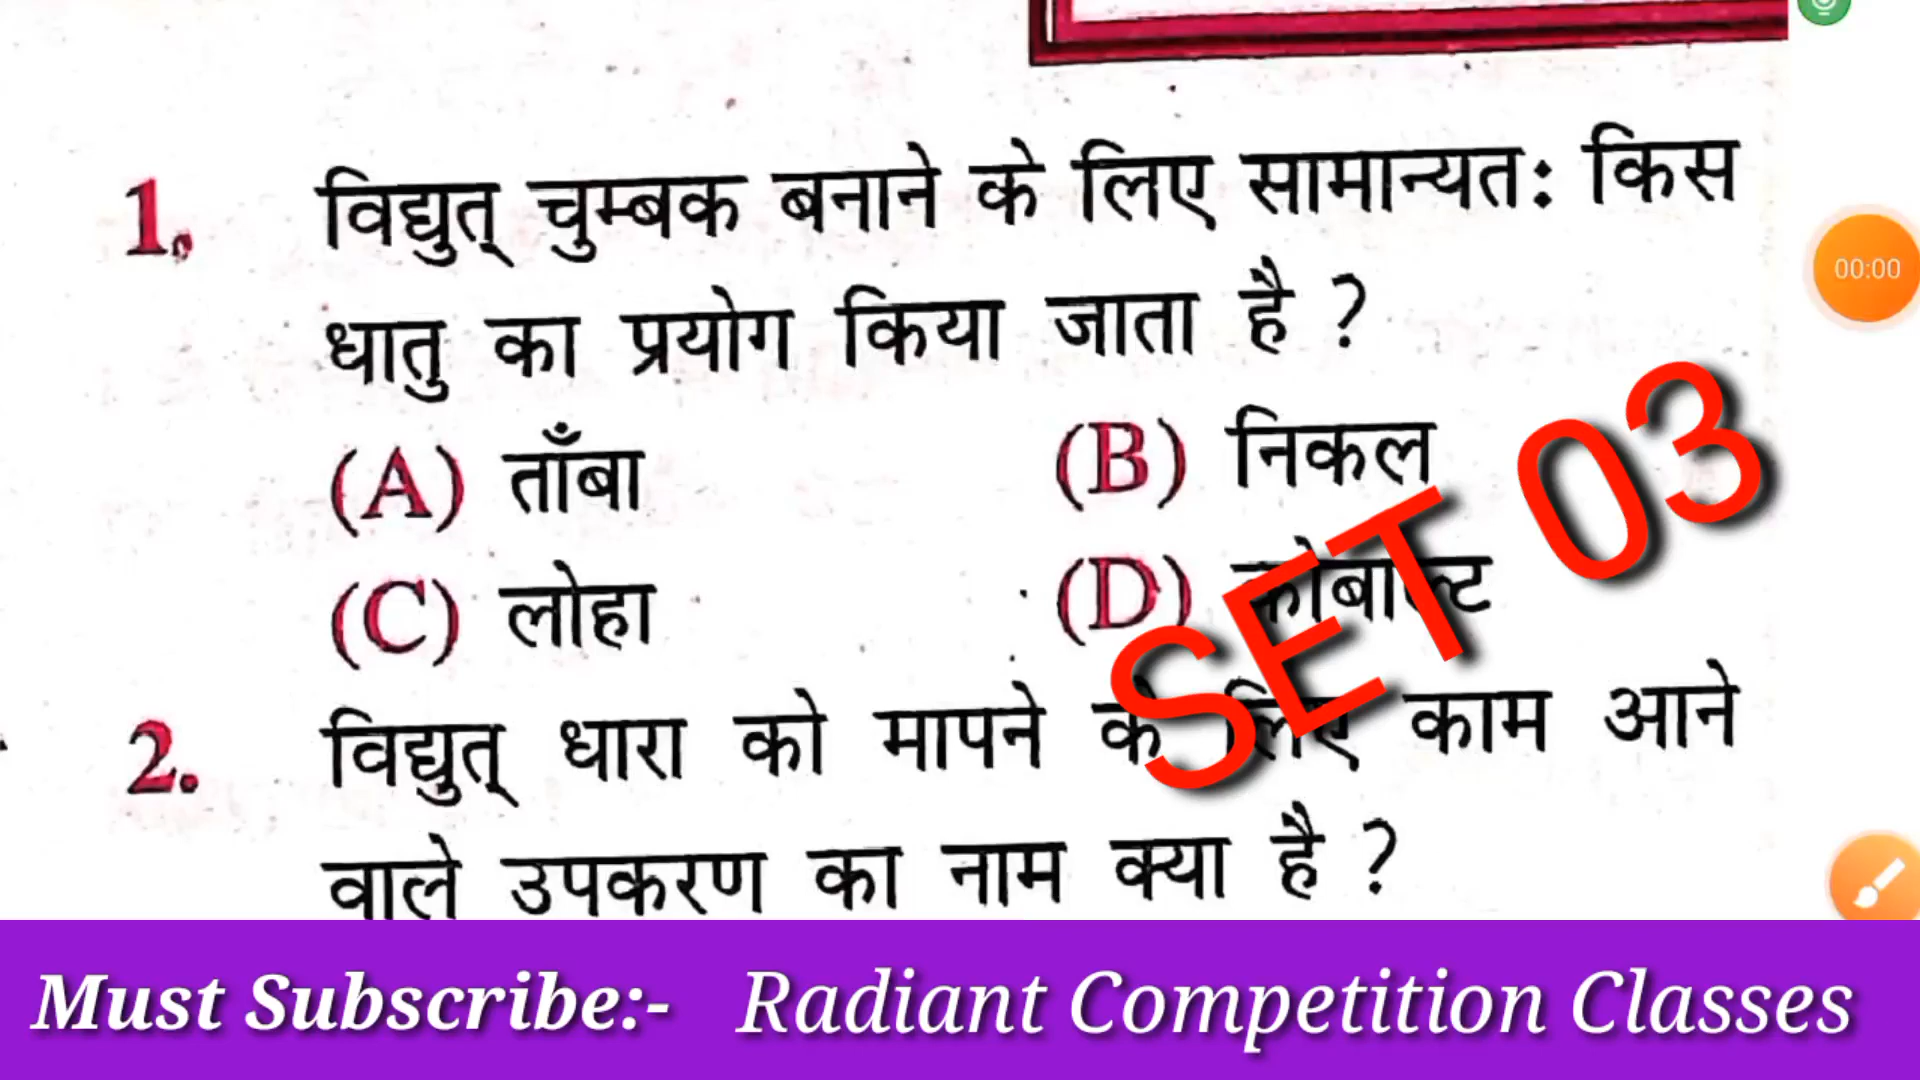 1. विद्युत् चुम्बक बनाने के लिए सामान्यतः किस
धातु का प्रयोग किया जाता है ?
(A) ताँबा (B) निकल
(C) लोहा (D) कोबाल्ट
SET 03
2. विद्युत् धारा को मापने के लिए काम आने
वाले उपकरण का नाम क्या है ?
00:00
Must Subscribe:- Radiant Competition Classes